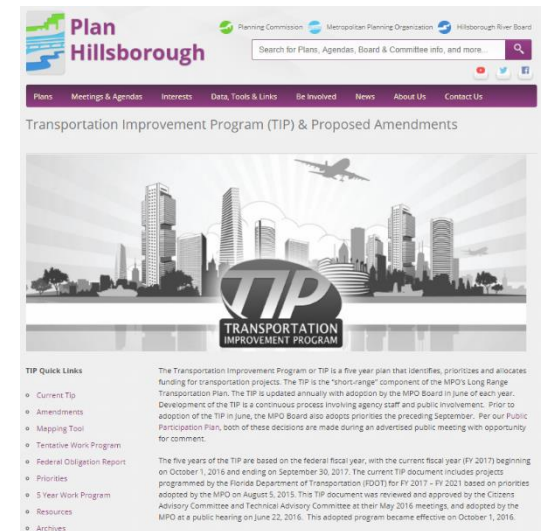 Plan
Hillsborough
Planning Commission Metropolitan Planning Organization Hillsborough River Board
Search for Plans, Agendas, Board & Committee info, and more...
Plans Meetings & Agendas Interests Data, Tools & Links Be Involved News About Us Contact Us
Transportation Improvement Program (TIP) & Proposed Amendments
TIP
TRANSPORTATION
IMPROVEMENT PROGRAM
TIP Quick Links
Current Tip
Amendments
Mapping Tool
Tentative Work Program
Federal Obligation Report
Priorities
5 Year Work Program
Resources
Archives
The Transportation Improvement Program or TIP is a five year plan that identifies, prioritizes and allocates
funding for transportation projects. The TIP is the "short-range" component of the MPO's Long Range
Transportation Plan. The TIP is updated annually with adoption by the MPO Board in June of each year.
Development of the TIP is a continuous process involving agency staff and public involvement. Prior to
adoption of the TIP in June, the MPO Board also adopts priorities the preceding September. Per our Public
Participation Plan, both of these decisions are made during an advertised public meeting with opportunity
for comment.
The five years of the TIP are based on the federal fiscal year, with the current fiscal year (FY 2017) beginning
on October 1, 2016 and ending on September 30, 2017. The current TIP document includes projects
programmed by the Florida Department of Transportation (FDOT) for FY 2017 – FY 2021 based on priorities
adopted by the MPO on August 5, 2015. This TIP document was reviewed and approved by the Citizens
Advisory Committee and Technical Advisory Committee at their May 2016 meetings, and adopted by the
MPO at a public hearing on June 22, 2016. This adopted program became effective on October 1, 2016.